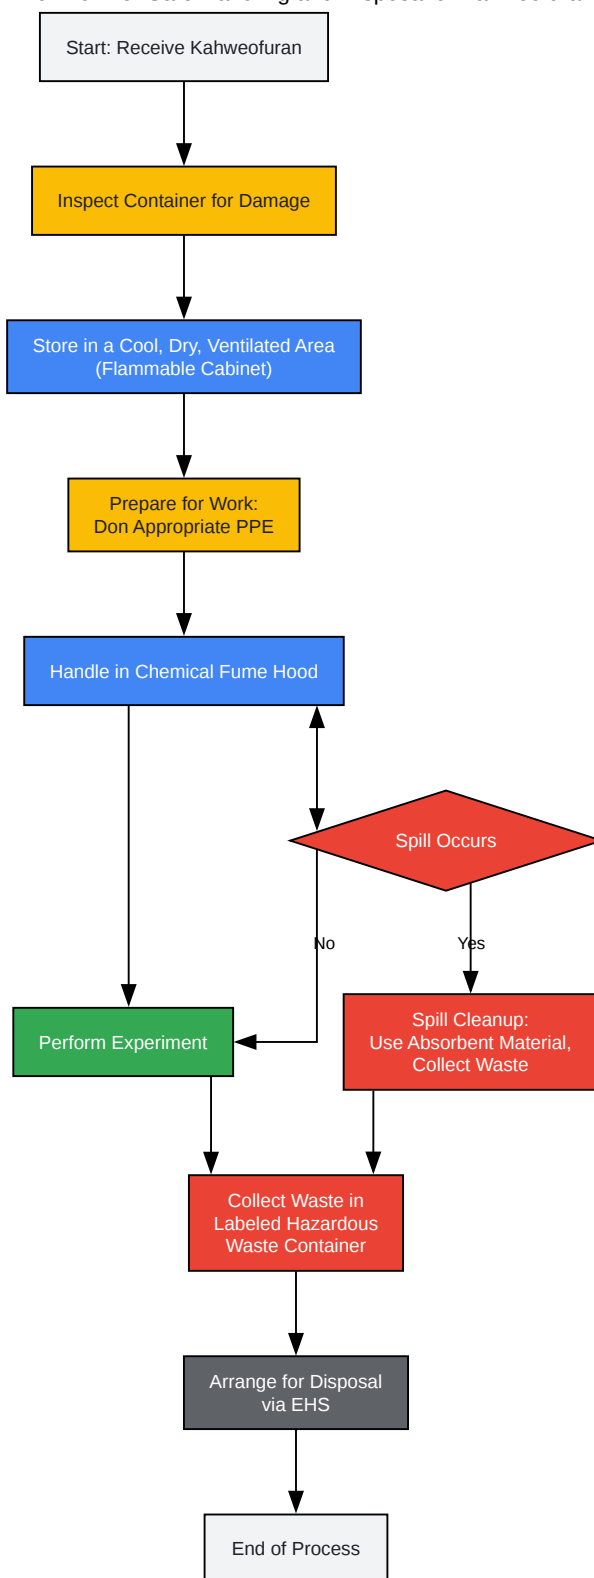 Start: Receive Kahweofuran
Inspect Container for Damage
Store in a Cool, Dry, Ventilated Area
(Flammable Cabinet)
Prepare for Work:
Don Appropriate PPE
Handle in Chemical Fume Hood
Spill Occurs
No
Yes
Perform Experiment
Spill Cleanup:
Use Absorbent Material,
Collect Waste
Collect Waste in
Labeled Hazardous
Waste Container
Arrange for Disposal
via EHS
End of Process